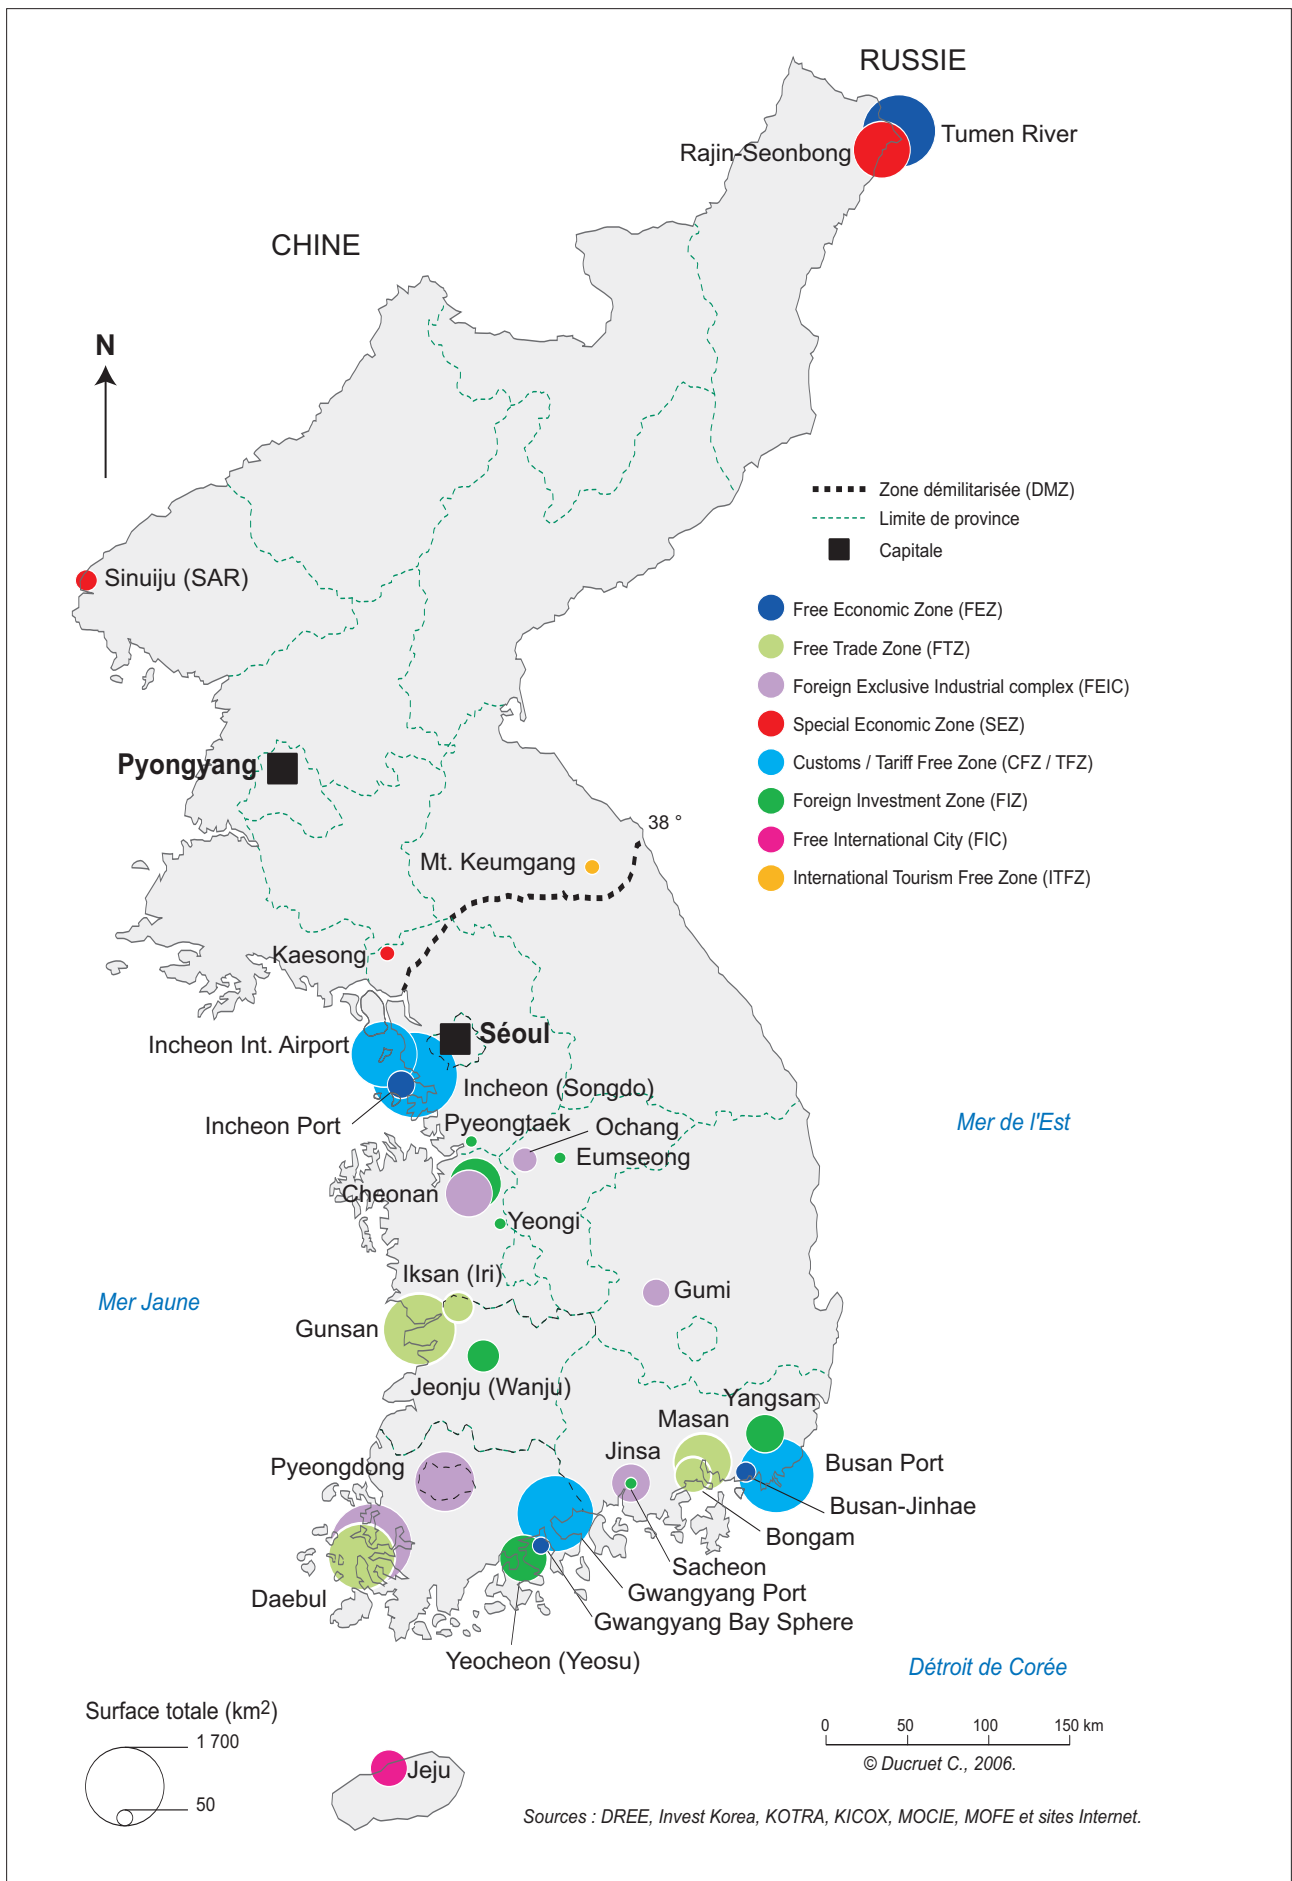 RUSSIE
Tumen River
Rajin-Seonbong
CHINE
N
Zone démilitarisée (DMZ)
Limite de province
Capitale
Sinuiju (SAR)
Free Economic Zone (FEZ)
Free Trade Zone (FTZ)
Foreign Exclusive Industrial complex (FEIC)
Special Economic Zone (SEZ)
Customs / Tariff Free Zone (CFZ / TFZ)
Foreign Investment Zone (FIZ)
Free International City (FIC)
International Tourism Free Zone (ITFZ)
Pyongyang
38 °
Mt. Keumgang
Kaesong
Séoul
Incheon Int. Airport
Incheon (Songdo)
Incheon Port
Pyeongtaek
Ochang
Eumseong
Mer de l'Est
Cheonan
Yeongi
Iksan (Iri)
Gumi
Mer Jaune
Gunsan
Jeonju (Wanju)
Yangsan
Masan
Jinsa
Pyeongdong
Busan Port
Busan-Jinhae
Bongam
Sacheon
Daebul
Gwangyang Port
Gwangyang Bay Sphere
Yeocheon (Yeosu)
Détroit de Corée
Surface totale (km²)
1 700
50
Jeju
0 50 100 150 km
© Ducruet C., 2006.
Sources : DREE, Invest Korea, KOTRA, KICOX, MOCIE, MOFE et sites Internet.